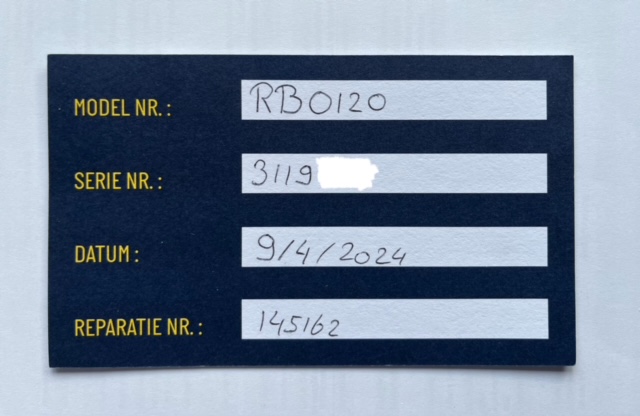 MODEL NR. : RB0120
SERIE NR. : 3119
DATUM : 9/4/2024
REPARATIE NR. : 145162